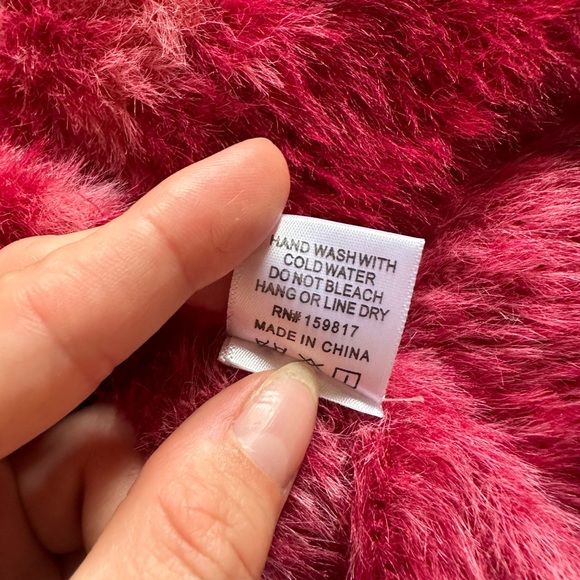 HAND WASH WITH
COLD WATER
DO NOT BLEACH
HANG OR LINE DRY
RN# 159817
MADE IN CHINA